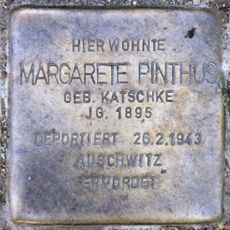 HIER WOHNTE
MARGARETE PINTHUS
GEB. KATSCHKE
JG. 1895
DEPORTIERT 26.2.1943
AUSCHWITZ
ERMORDET